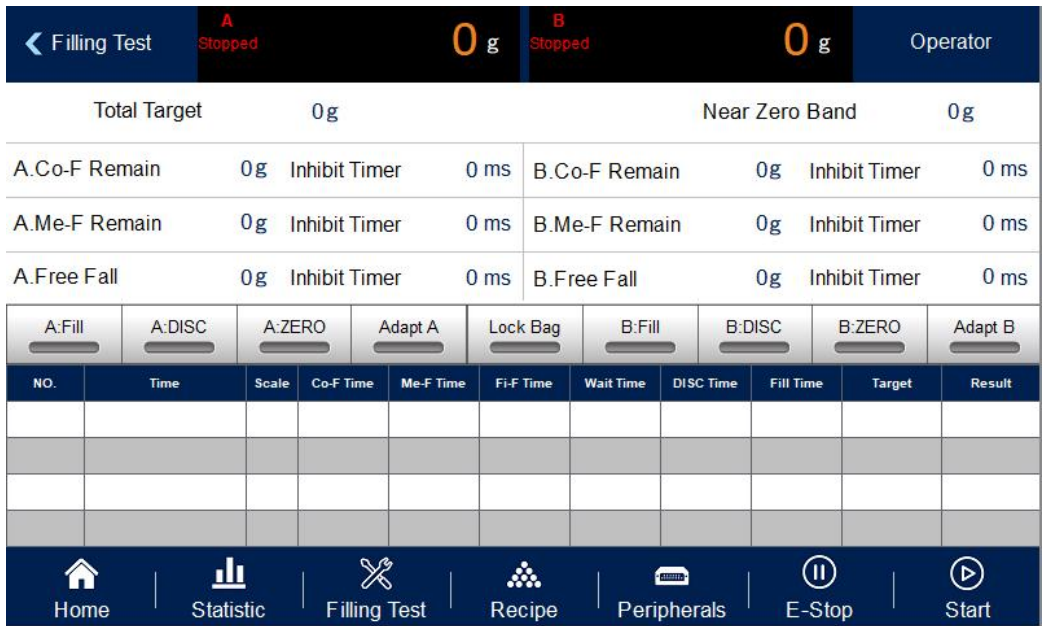 Filling Test A Stopped 0 g B Stopped 0 g Operator
Total Target 0g Near Zero Band 0g
A.Co-F Remain 0g Inhibit Timer 0 ms B.Co-F Remain 0g Inhibit Timer 0 ms
A.Me-F Remain 0g Inhibit Timer 0 ms B.Me-F Remain 0g Inhibit Timer 0 ms
A.Free Fall 0g Inhibit Timer 0 ms B.Free Fall 0g Inhibit Timer 0 ms
A:Fill A:DISC A:ZERO Adapt A Lock Bag B:Fill B:DISC B:ZERO Adapt B
NO. Time Scale Co-F Time Me-F Time Fi-F Time Wait Time DISC Time Fill Time Target Result
Home Statistic Filling Test Recipe Peripherals E-Stop Start